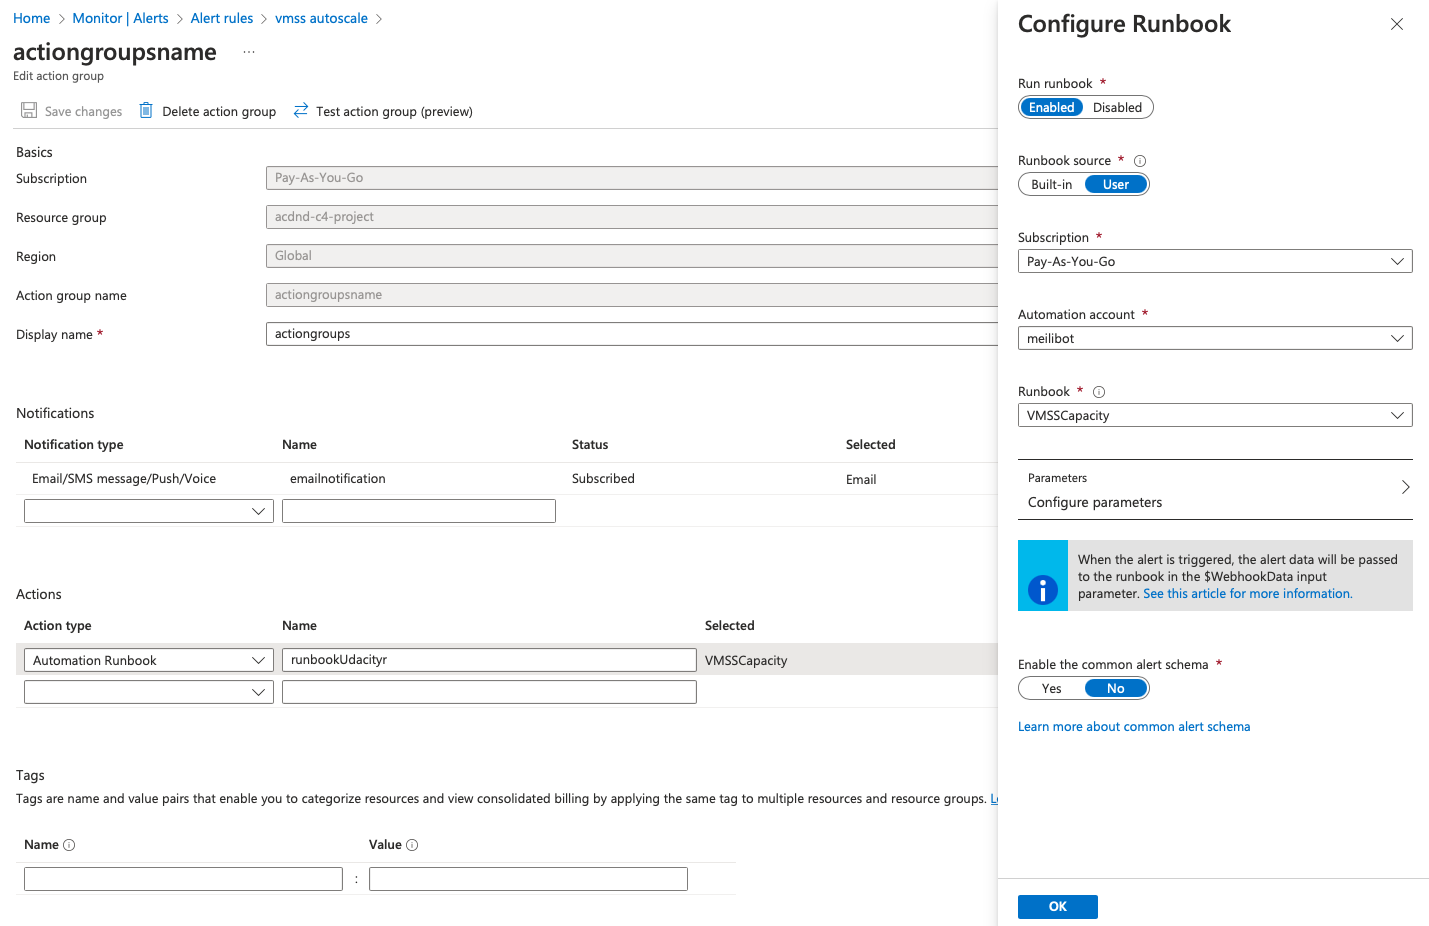 Home > Monitor | Alerts > Alert rules > vmss autoscale >
actiongroupsname ...
Edit action group
Save changes Delete action group Test action group (preview)
Basics
Subscription Pay-As-You-Go
Resource group acdnd-c4-project
Region Global
Action group name actiongroupsname
Display name * actiongroups
Notifications
Notification type Name Status Selected
Email/SMS message/Push/Voice emailnotification Subscribed Email
Actions
Action type Name Selected
Automation Runbook runbookUdacityr VMSSCapacity
Tags
Tags are name and value pairs that enable you to categorize resources and view consolidated billing by applying the same tag to multiple resources and resource groups.
Name Value
:
Configure Runbook
Run runbook *
Enabled Disabled
Runbook source *
Built-in User
Subscription *
Pay-As-You-Go
Automation account *
meilibot
Runbook *
VMSSCapacity
Parameters
Configure parameters
When the alert is triggered, the alert data will be passed
to the runbook in the $WebhookData input
parameter. See this article for more information.
Enable the common alert schema *
Yes No
Learn more about common alert schema
OK